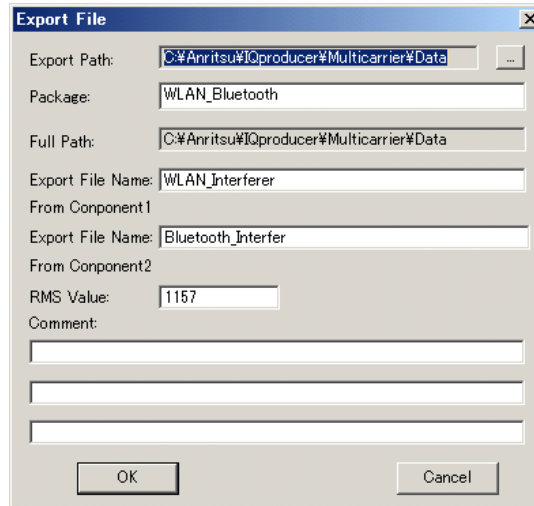 Export File
Export Path: C:¥Anritsu¥IQproducer¥Multicarrier¥Data ...
Package: WLAN_Bluetooth
Full Path: C:¥Anritsu¥IQproducer¥Multicarrier¥Data
Export File Name: WLAN_Interferer
From Conponent1
Export File Name: Bluetooth_Interfer
From Conponent2
RMS Value: 1157
Comment:
OK Cancel